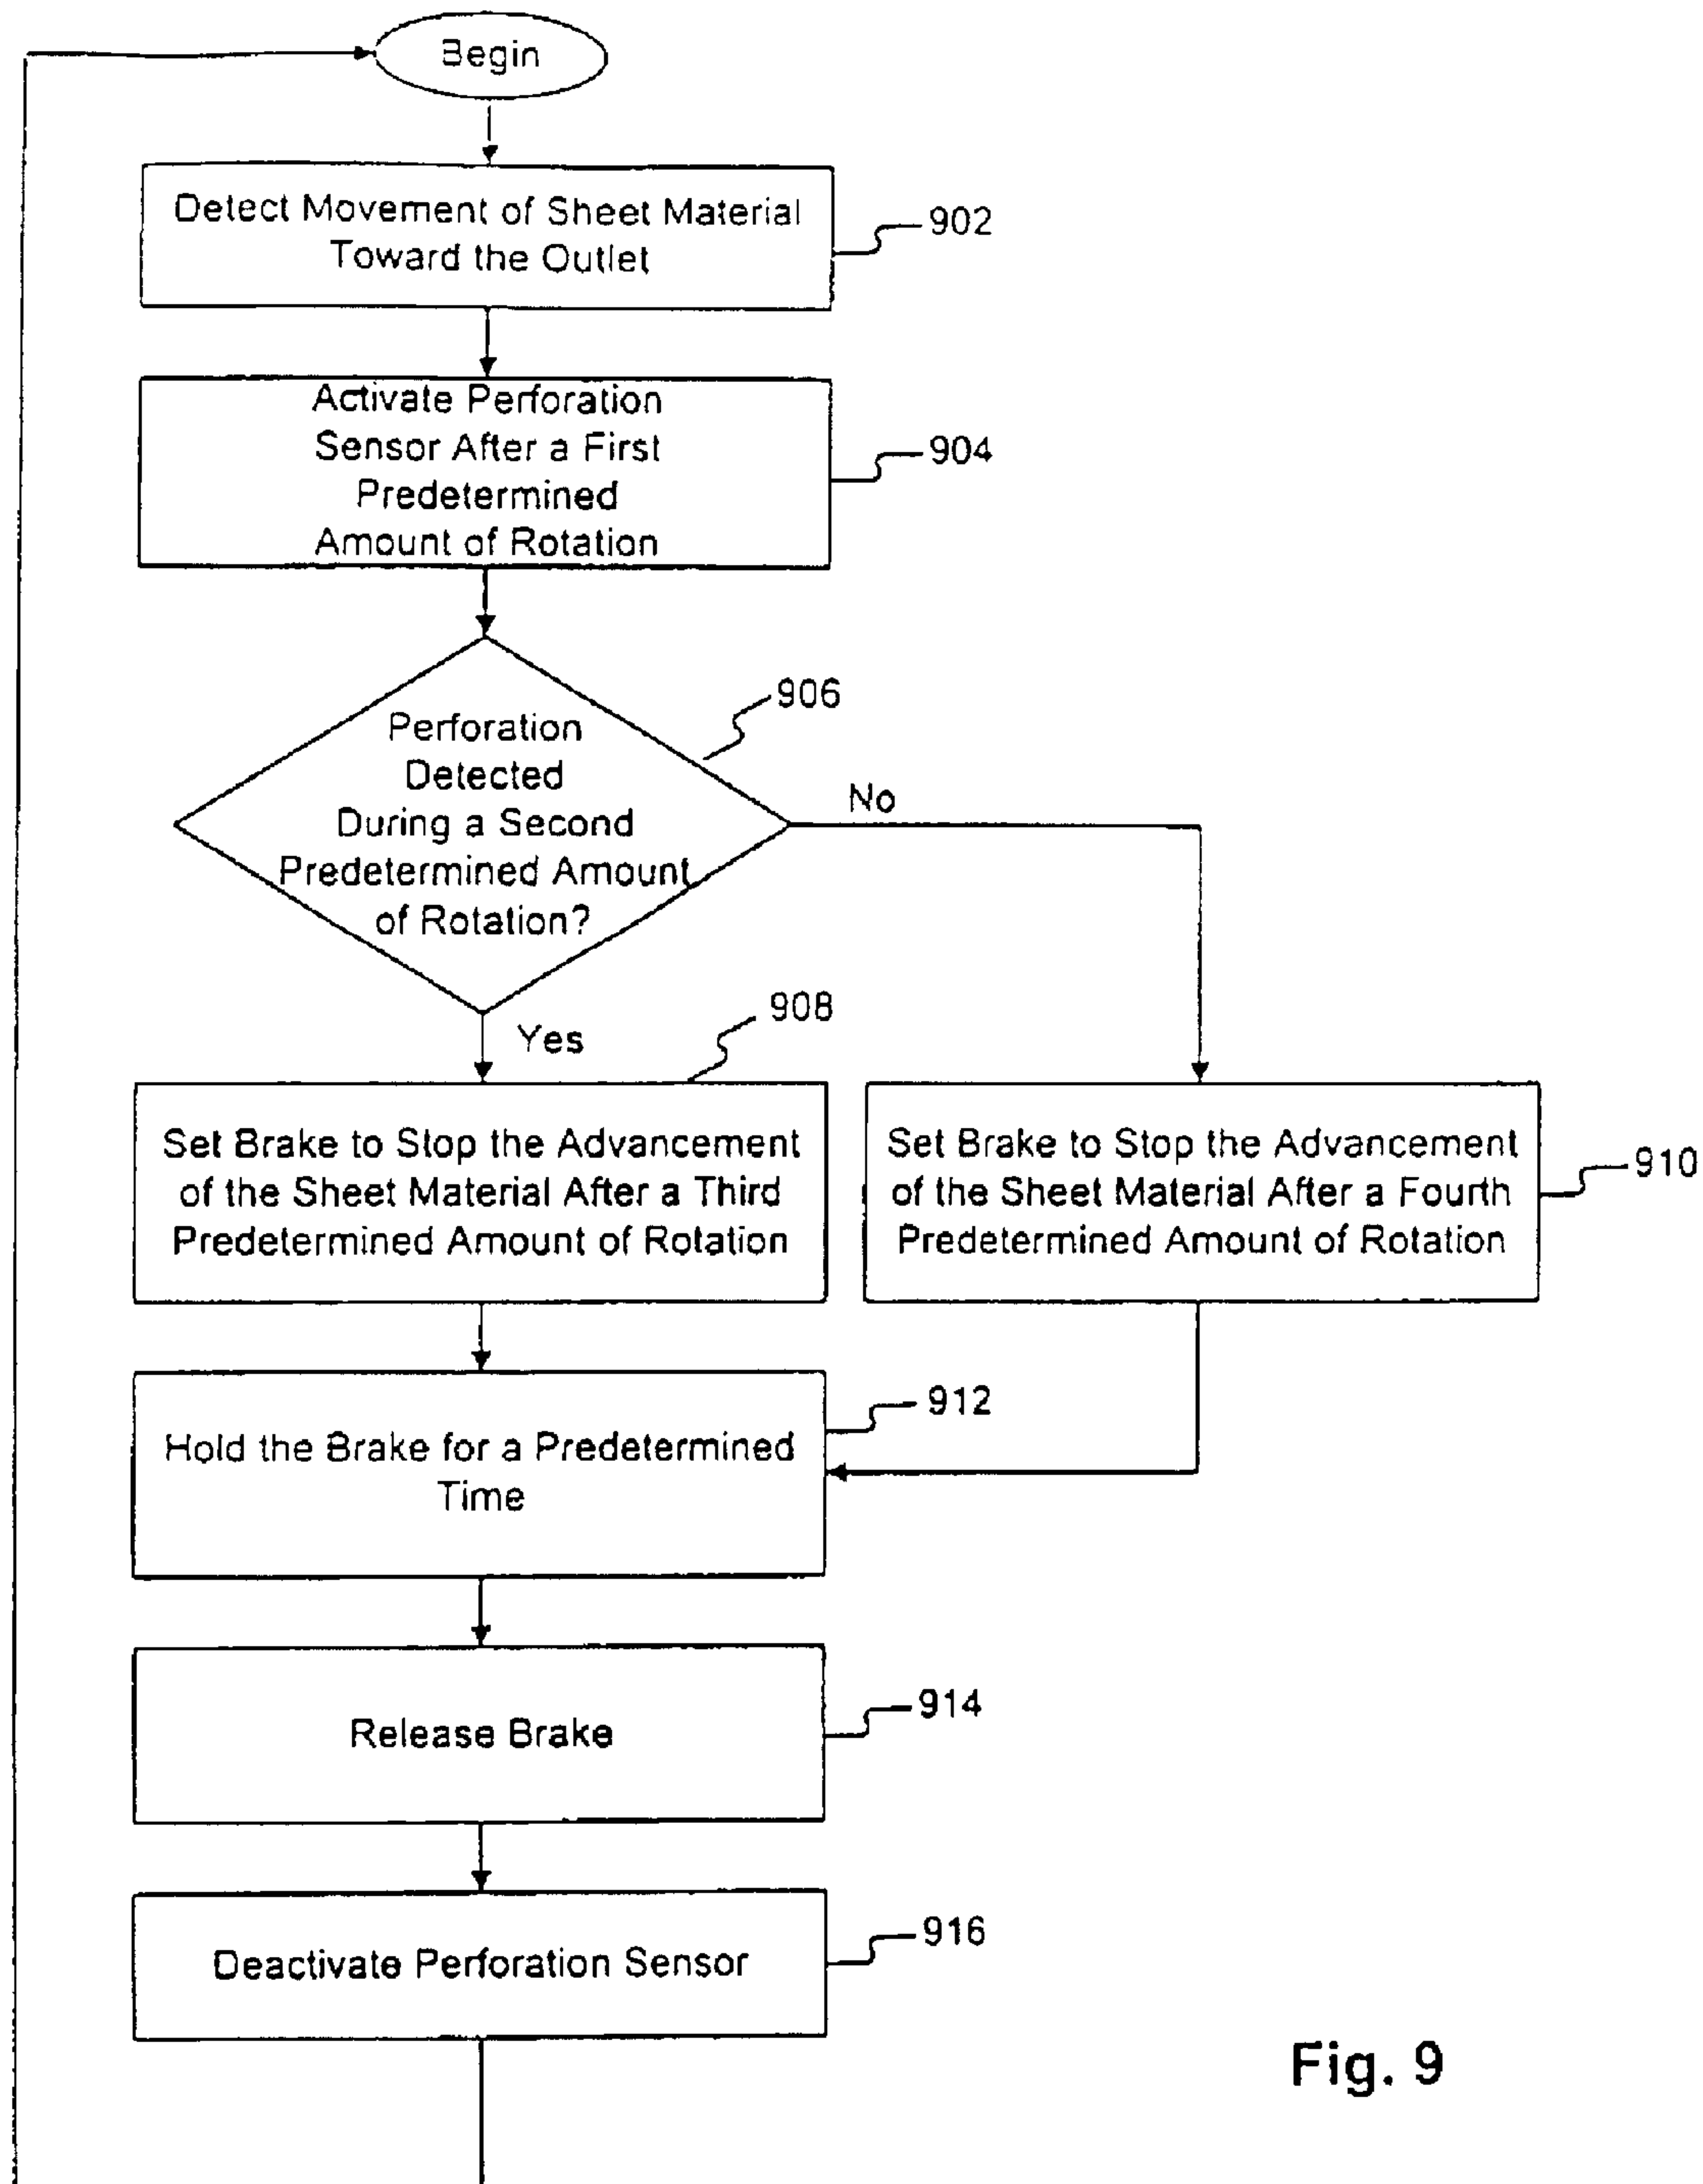 Begin
Detect Movement of Sheet Material
Toward the Outlet
902
Activate Perforation
Sensor After a First
Predetermined
Amount of Rotation
904
906
Perforation
Detected
During a Second
Predetermined Amount
of Rotation?
No
Yes
908
Set Brake to Stop the Advancement
of the Sheet Material After a Third
Predetermined Amount of Rotation
Set Brake to Stop the Advancement
of the Sheet Material After a Fourth
Predetermined Amount of Rotation
910
Hold the Brake for a Predetermined
Time
912
Release Brake
914
Deactivate Perforation Sensor
916
Fig. 9